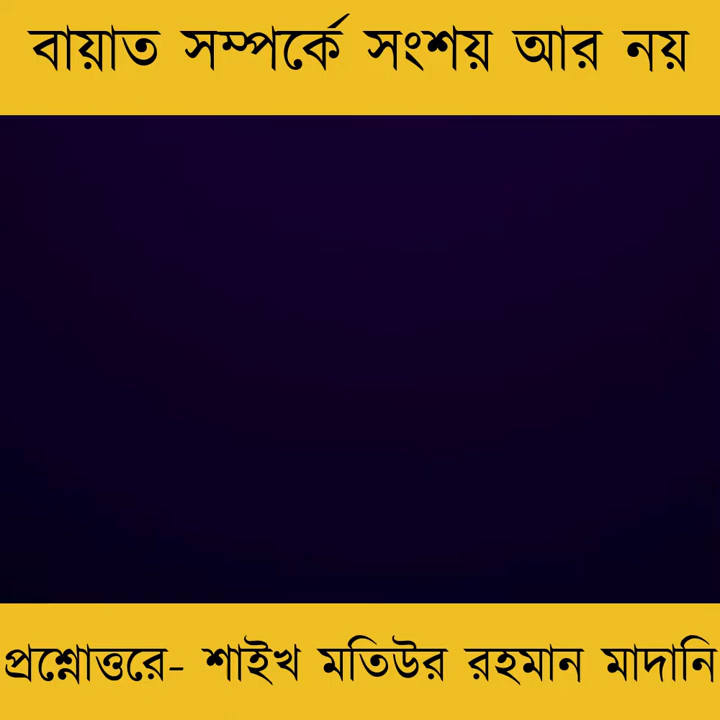 বায়াত সম্পর্কে সংশয় আর নয়
প্রশ্নোত্তরে- শাইখ মতিউর রহমান মাদানি